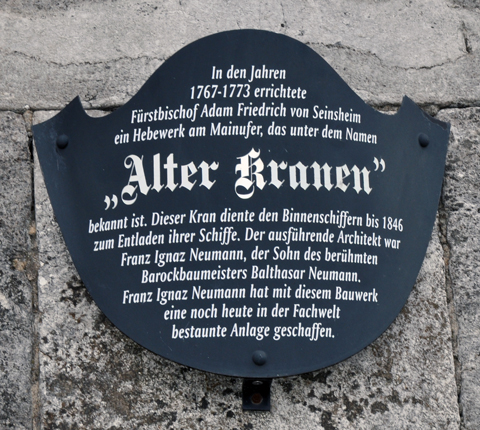 In den Jahren
1767-1773 errichtete
Fürstbischof Adam Friedrich von Seinsheim
ein Hebewerk am Mainufer, das unter dem Namen
„Alter Kranen”
bekannt ist. Dieser Kran diente den Binnenschiffern bis 1846
zum Entladen ihrer Schiffe. Der ausführende Architekt war
Franz Ignaz Neumann, der Sohn des berühmten
Barockbaumeisters Balthasar Neumann.
Franz Ignaz Neumann hat mit diesem Bauwerk
eine noch heute in der Fachwelt
bestaunte Anlage geschaffen.